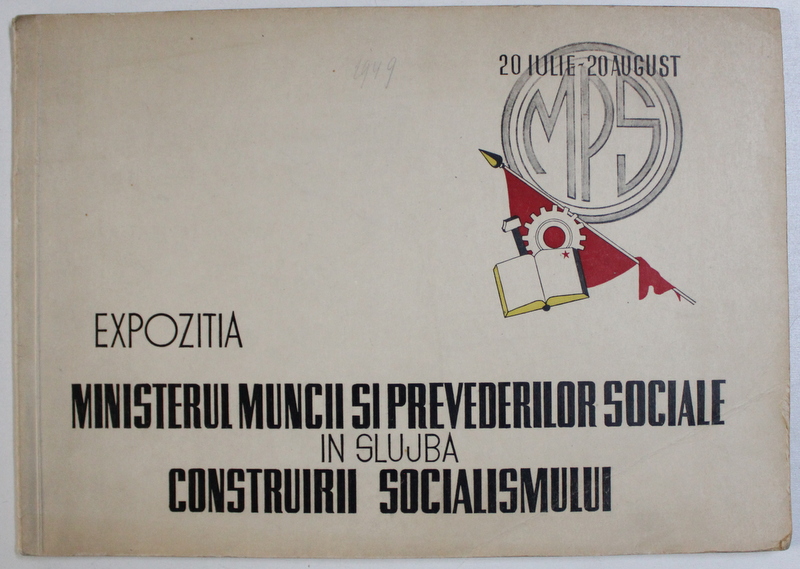 1949
20 IULIE-20 AUGUST
MPS
EXPOZITIA
MINISTERUL MUNCII SI PREVEDERILOR SOCIALE
IN SLUJBA
CONSTRUIRII SOCIALISMULUI